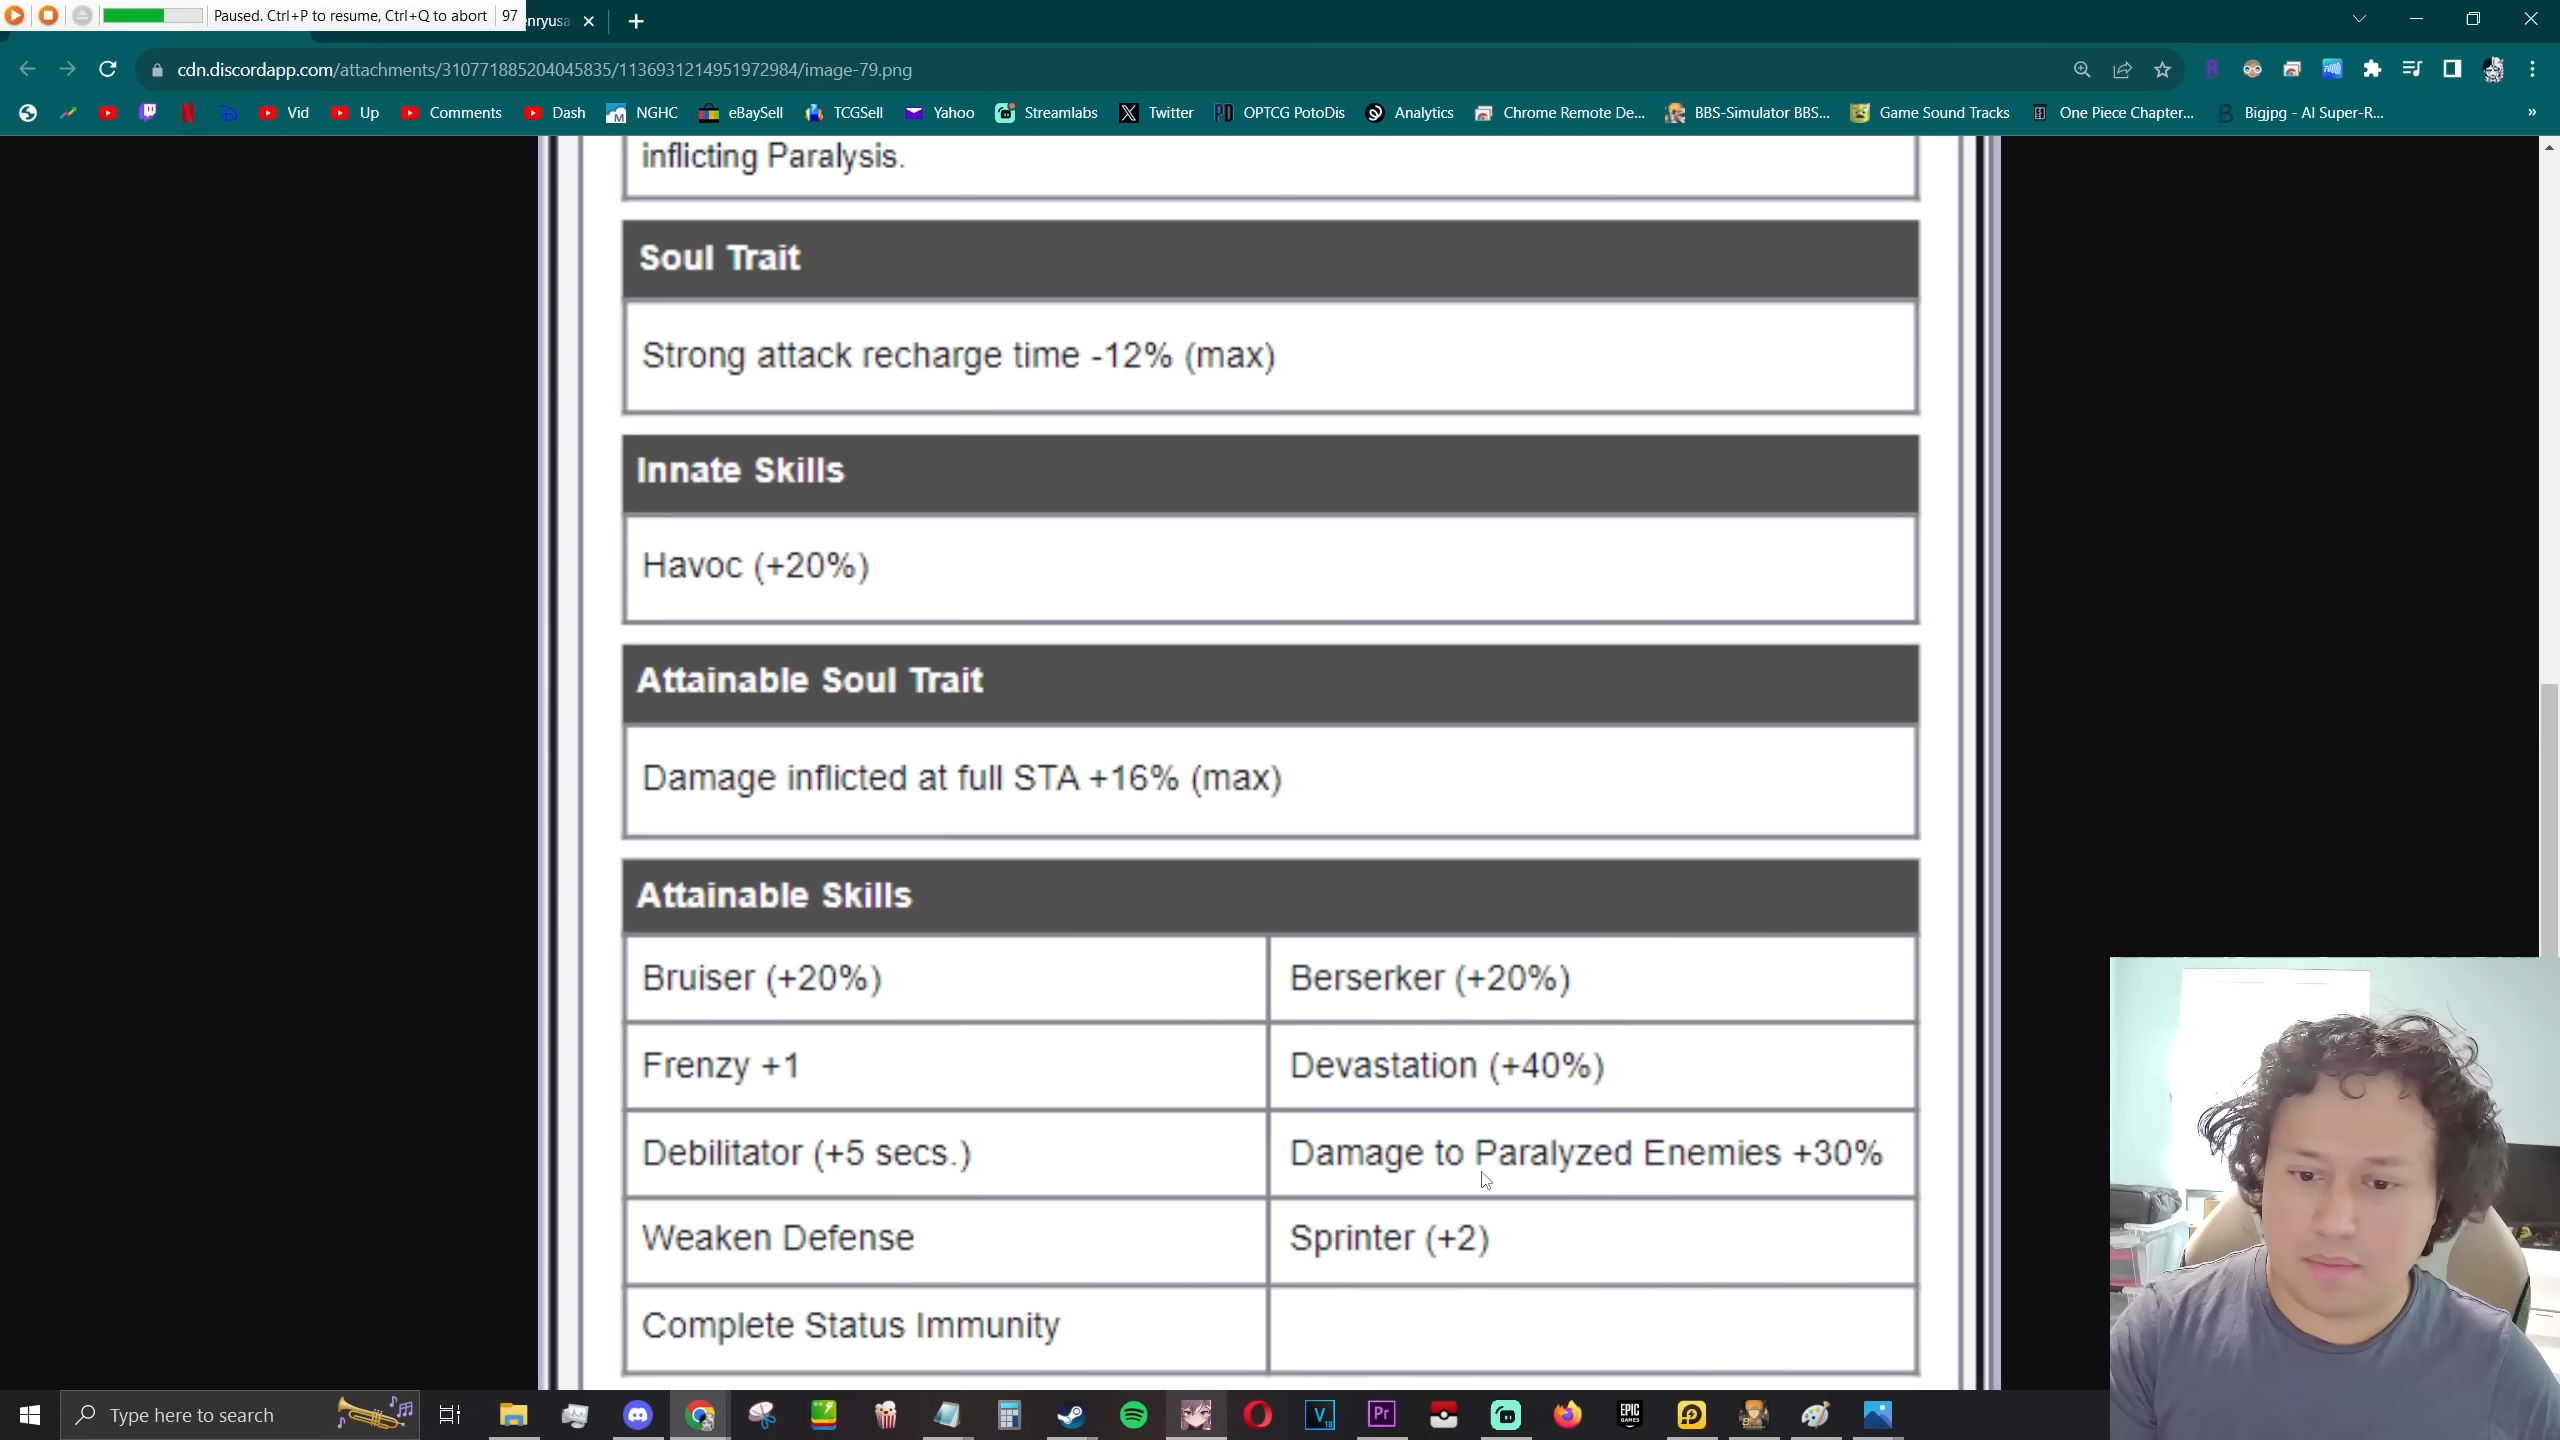 Paused. Ctrl+P to resume, Ctrl+Q to abort 97
enryusa
cdn.discordapp.com/attachments/310771885204045835/1136931214951972984/image-79.png
Vid Up Comments Dash NGHC eBaySell TCGSell Yahoo Streamlabs Twitter OPTCG PotoDis Analytics Chrome Remote De... BBS-Simulator BBS... Game Sound Tracks One Piece Chapter... Bigjpg - AI Super-R... »
inflicting Paralysis.
Soul Trait
Strong attack recharge time -12% (max)
Innate Skills
Havoc (+20%)
Attainable Soul Trait
Damage inflicted at full STA +16% (max)
Attainable Skills
Bruiser (+20%) Berserker (+20%)
Frenzy +1 Devastation (+40%)
Debilitator (+5 secs.) Damage to Paralyzed Enemies +30%
Weaken Defense Sprinter (+2)
Complete Status Immunity
Type here to search
Pr
EPIC GAMES